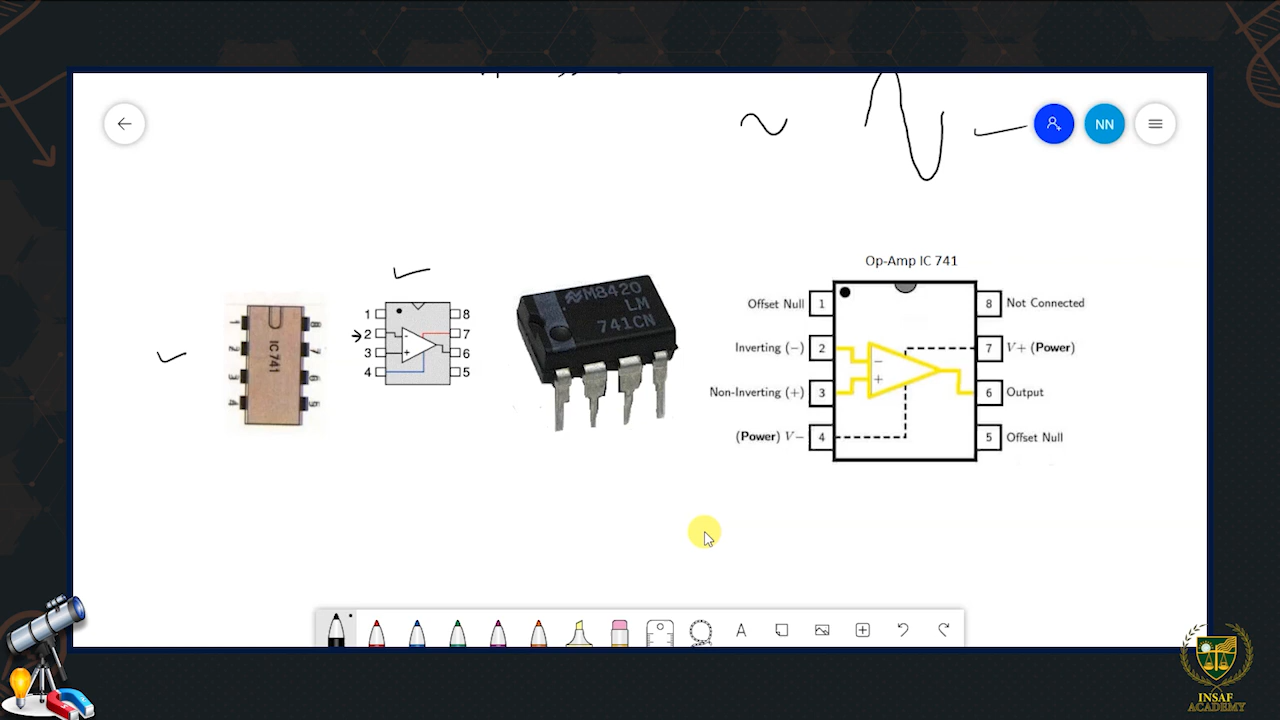 NN
Op-Amp IC 741
1
2
3
4
IC741
8
7
6
5
1
2
3
4
-
+
8
7
6
5
M8420
LM
741CN
Offset Null 1
8 Not Connected
Inverting (−) 2
7 V+ (Power)
Non-Inverting (+) 3
6 Output
(Power) V− 4
5 Offset Null
−
+
A
INSAF
ACADEMY